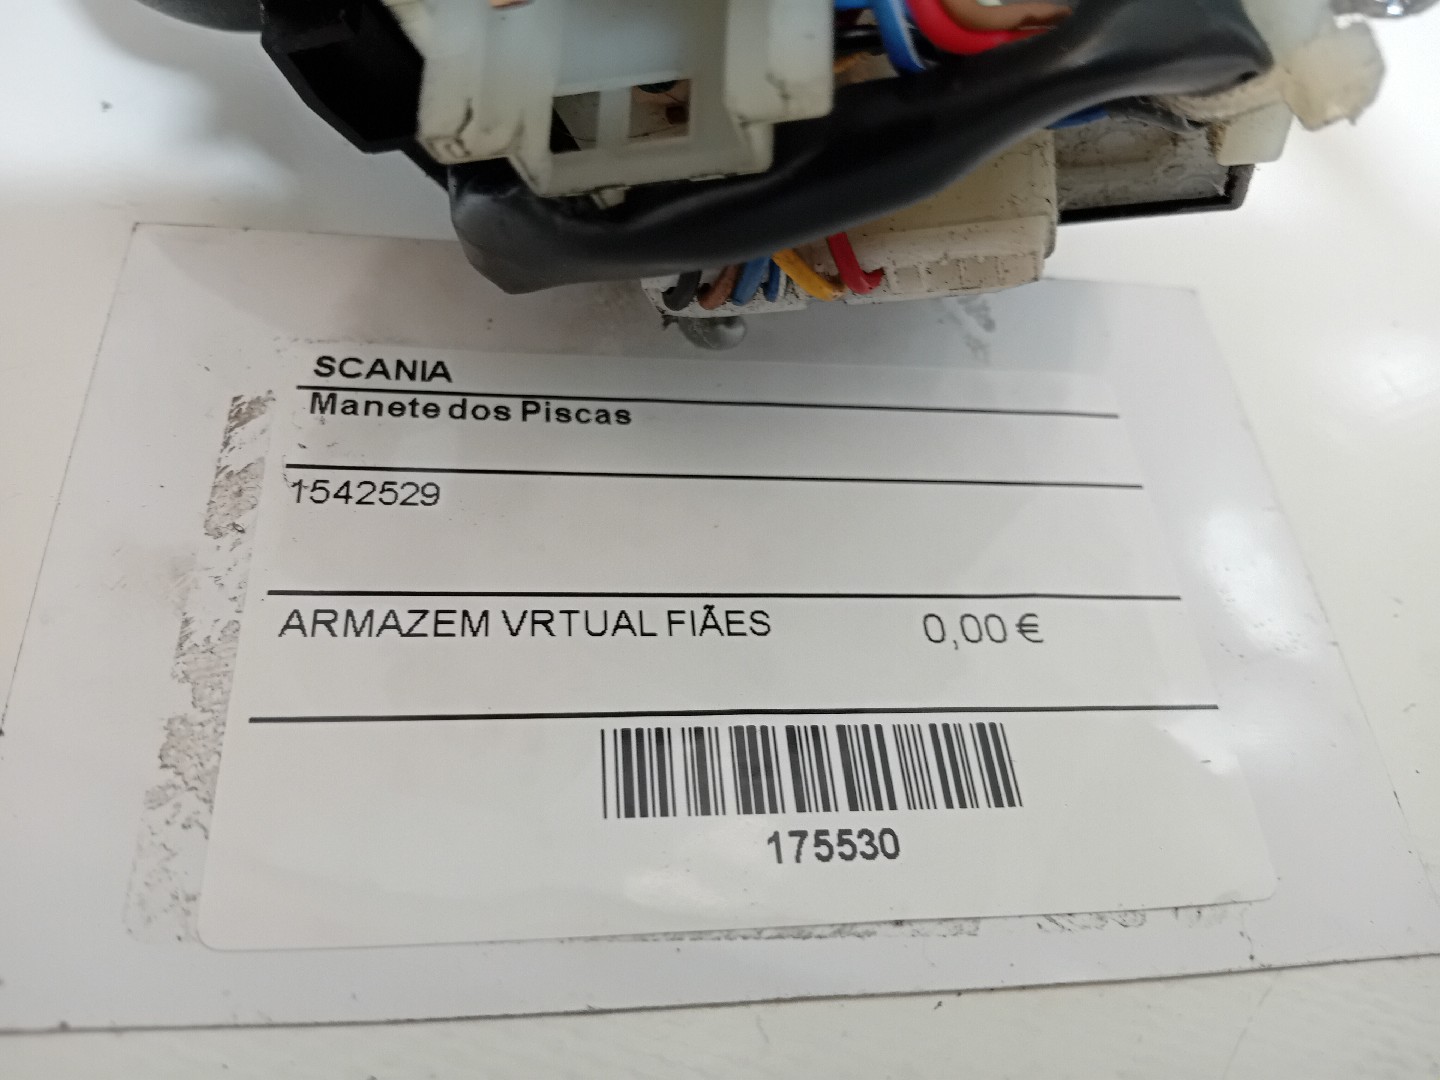 SCANIA
Manete dos Piscas
1542529
ARMAZEM VRTUAL FIÃES 0,00 €
175530